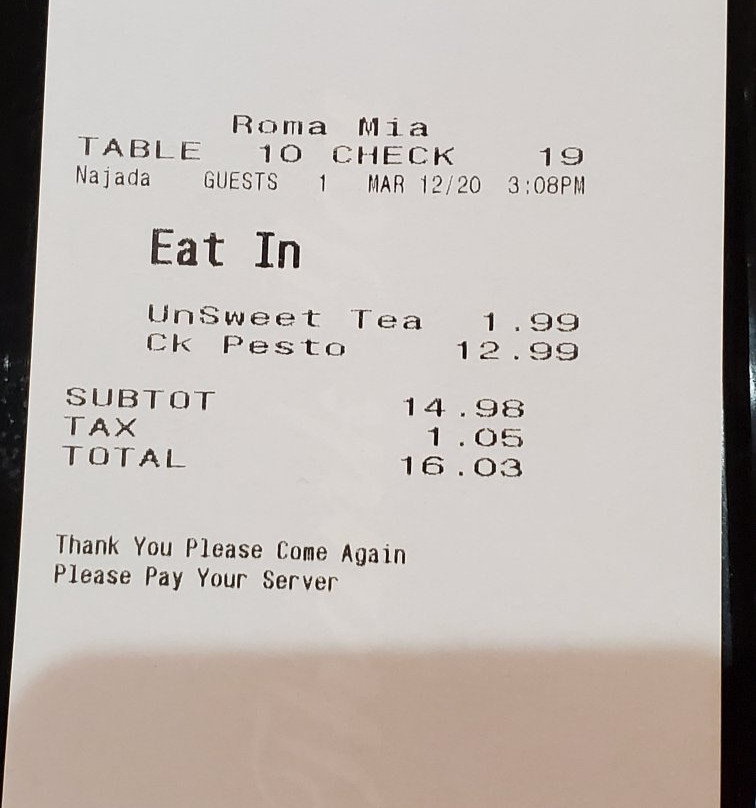 Roma Mia
TABLE 10 CHECK 19
Najada GUESTS 1 MAR 12/20 3:08PM
Eat In
UnSweet Tea 1.99
Ck Pesto 12.99
SUBTOT 14.98
TAX 1.05
TOTAL 16.03
Thank You Please Come Again
Please Pay Your Server